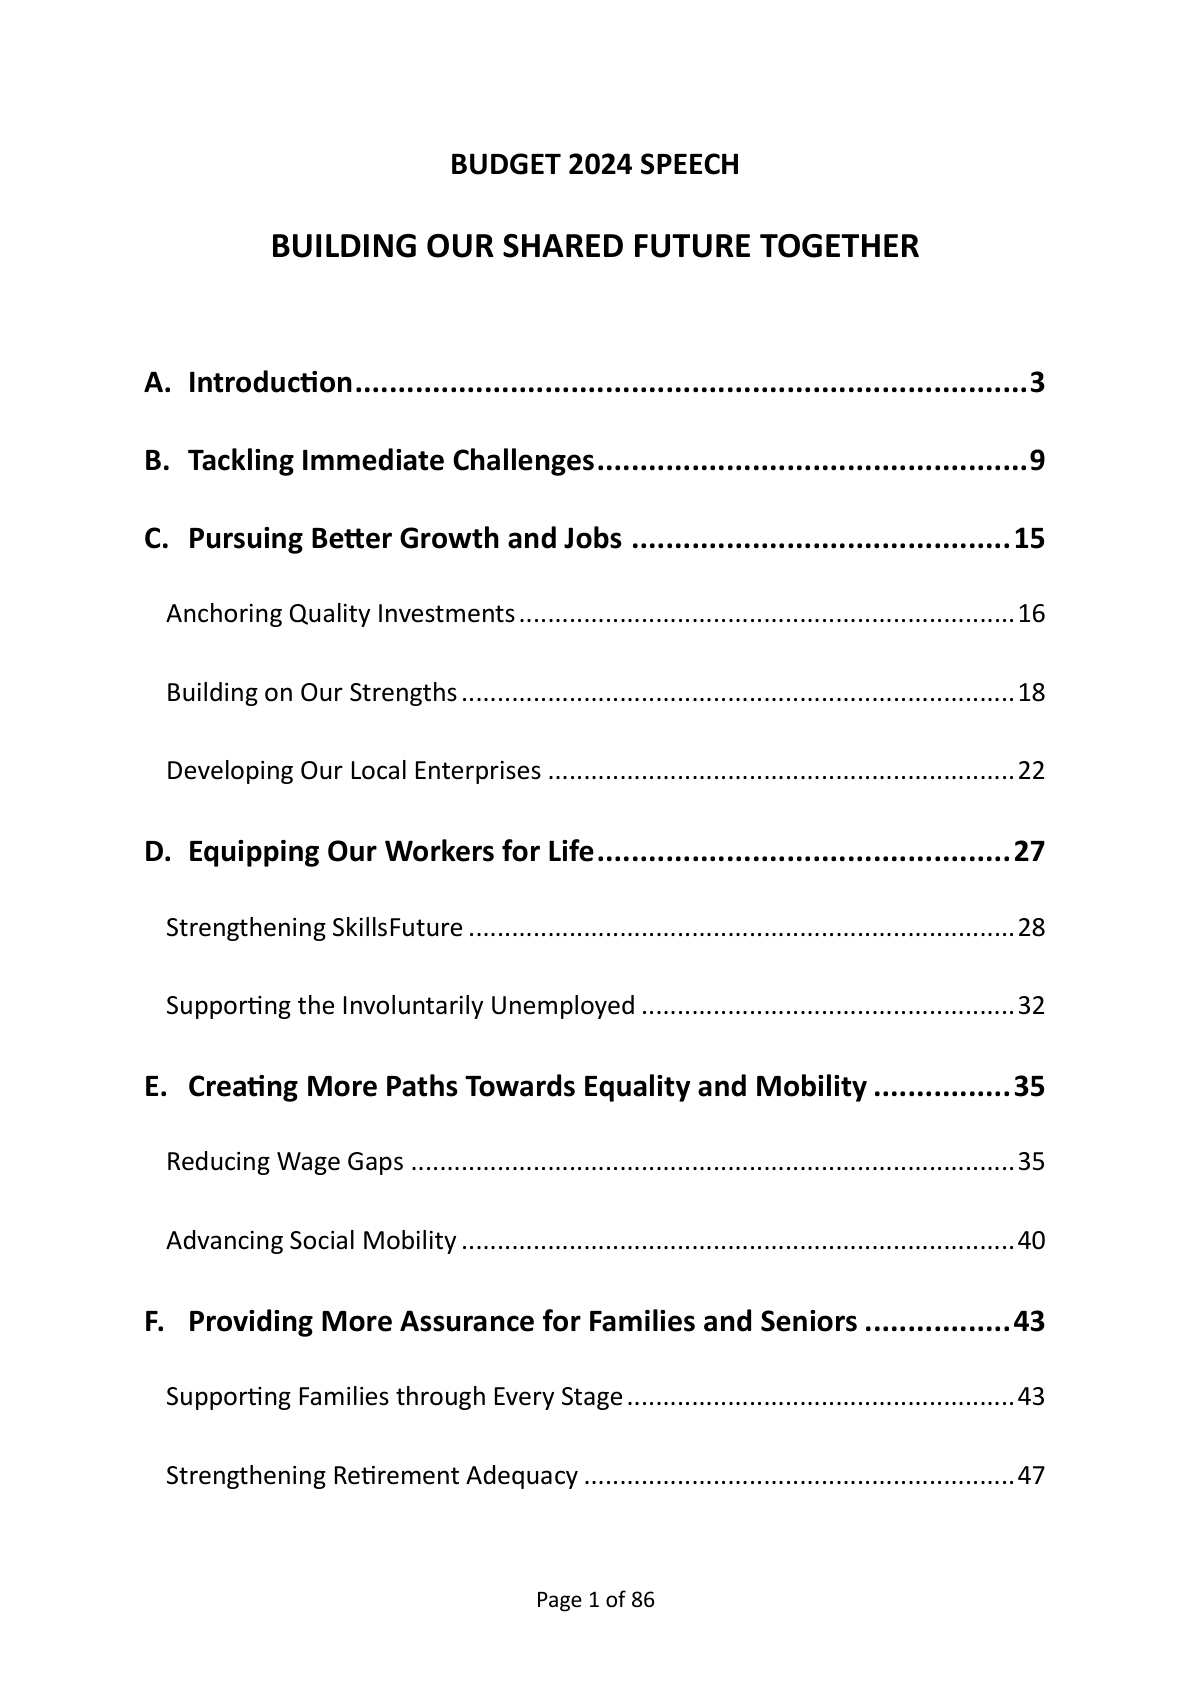 BUDGET 2024 SPEECH
BUILDING OUR SHARED FUTURE TOGETHER
A. Introduction...............................................................................3
B. Tackling Immediate Challenges..................................................9
C. Pursuing Better Growth and Jobs ............................................15
Anchoring Quality Investments.....................................................................16
Building on Our Strengths.............................................................................18
Developing Our Local Enterprises .................................................................22
D. Equipping Our Workers for Life................................................27
Strengthening SkillsFuture ............................................................................28
Supporting the Involuntarily Unemployed ....................................................32
E. Creating More Paths Towards Equality and Mobility ................35
Reducing Wage Gaps ....................................................................................35
Advancing Social Mobility .............................................................................40
F. Providing More Assurance for Families and Seniors .................43
Supporting Families through Every Stage......................................................43
Strengthening Retirement Adequacy ............................................................47
Page 1 of 86